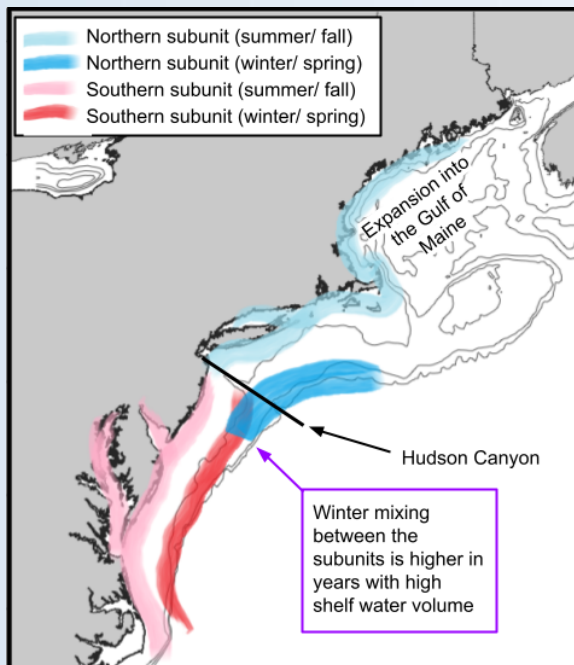 Northern subunit (summer/ fall)
Northern subunit (winter/ spring)
Southern subunit (summer/ fall)
Southern subunit (winter/ spring)
Expansion into
the Gulf of
Maine
Hudson Canyon
Winter mixing
between the
subunits is higher in
years with high
shelf water volume